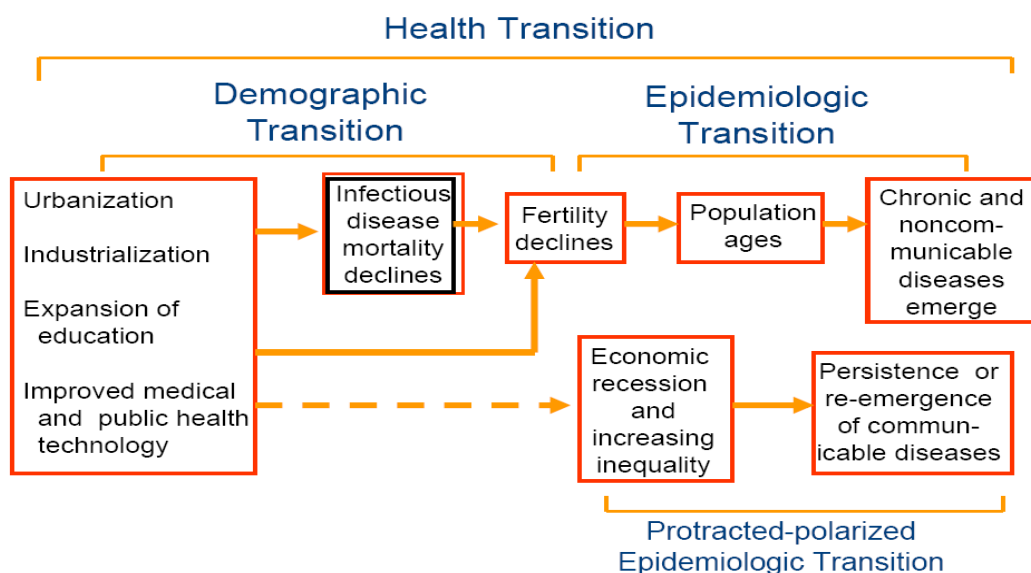 Health Transition
Demographic
Transition
Epidemiologic
Transition
Urbanization
Industrialization
Expansion of
education
Improved medical
and public health
technology
Infectious
disease
mortality
declines
Fertility
declines
Population
ages
Chronic and
noncom-
municable
diseases
emerge
Economic
recession
and
increasing
inequality
Persistence or
re-emergence
of commun-
icable diseases
Protracted-polarized
Epidemiologic Transition